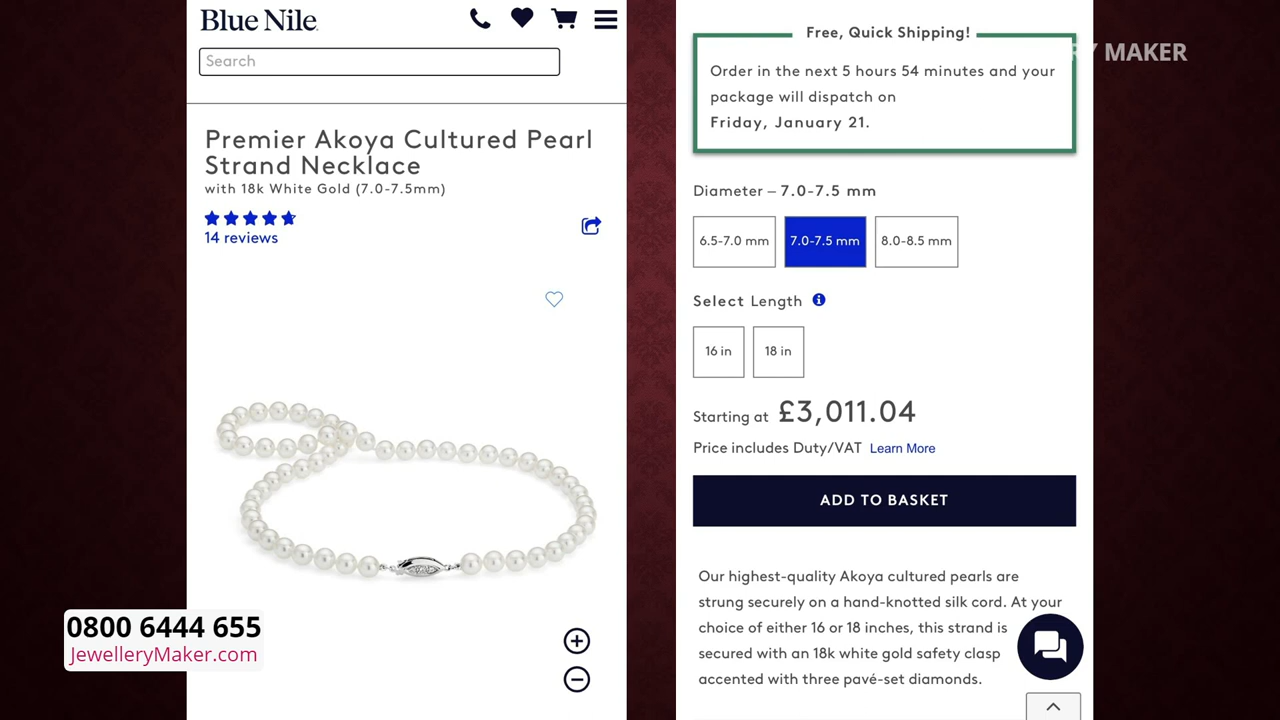 Blue Nile
Search
Premier Akoya Cultured Pearl
Strand Necklace
with 18k White Gold (7.0-7.5mm)
14 reviews
0800 6444 655
JewelleryMaker.com
Free, Quick Shipping!
Order in the next 5 hours 54 minutes and your
package will dispatch on
Friday, January 21.
Diameter – 7.0-7.5 mm
6.5-7.0 mm 7.0-7.5 mm 8.0-8.5 mm
Select Length
16 in 18 in
Starting at £3,011.04
Price includes Duty/VAT Learn More
ADD TO BASKET
Our highest-quality Akoya cultured pearls are
strung securely on a hand-knotted silk cord. At your
choice of either 16 or 18 inches, this strand is
secured with an 18k white gold safety clasp
accented with three pavé-set diamonds.
MAKER